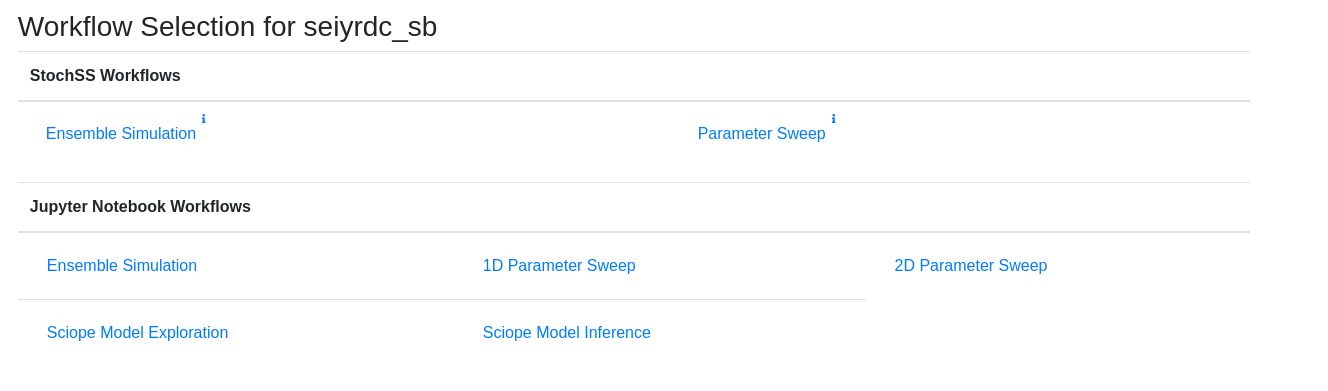 Workflow Selection for seiyrdc_sb
StochSS Workflows
Ensemble Simulation i Parameter Sweep i
Jupyter Notebook Workflows
Ensemble Simulation 1D Parameter Sweep 2D Parameter Sweep
Sciope Model Exploration Sciope Model Inference